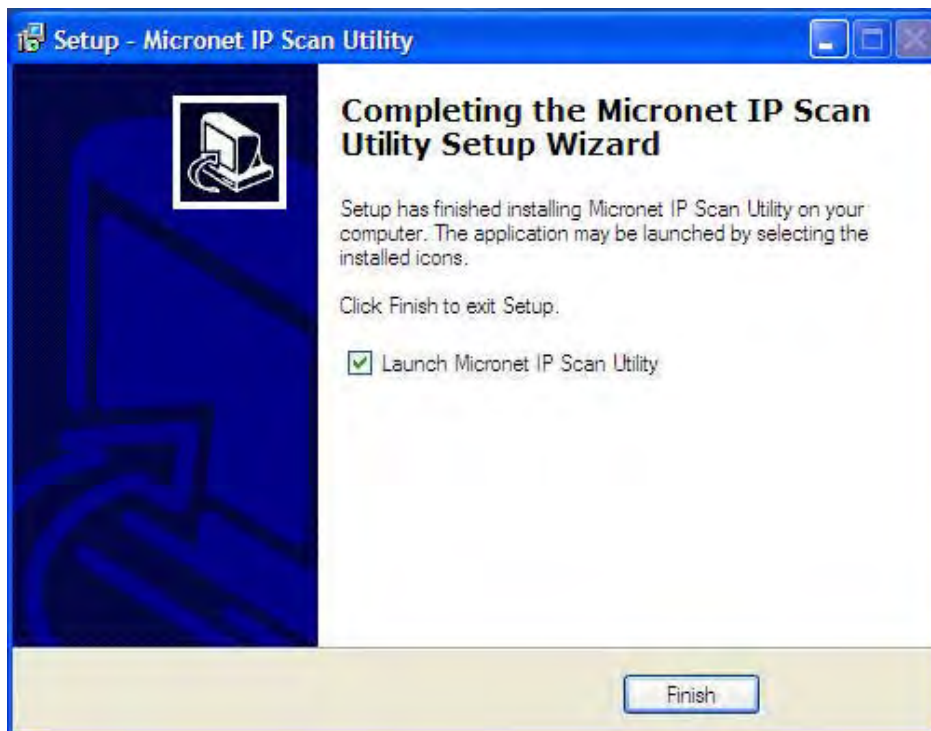 Setup - Micronet IP Scan Utility
Completing the Micronet IP Scan
Utility Setup Wizard
Setup has finished installing Micronet IP Scan Utility on your
computer. The application may be launched by selecting the
installed icons.
Click Finish to exit Setup.
Launch Micronet IP Scan Utility
Finish